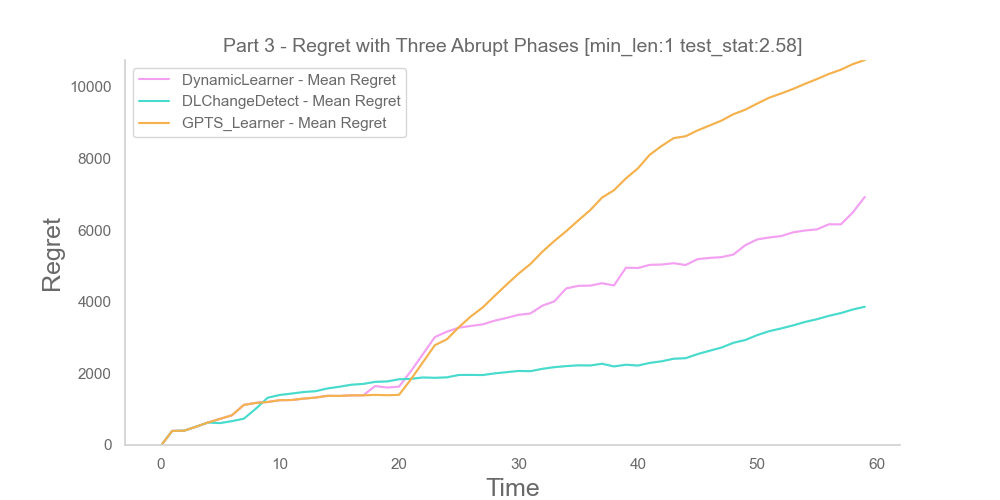 Part 3 - Regret with Three Abrupt Phases [min_len:1 test_stat:2.58]
DynamicLearner - Mean Regret
DLChangeDetect - Mean Regret
GPTS_Learner - Mean Regret
10000
8000
6000
4000
2000
0
Regret
0 10 20 30 40 50 60
Time